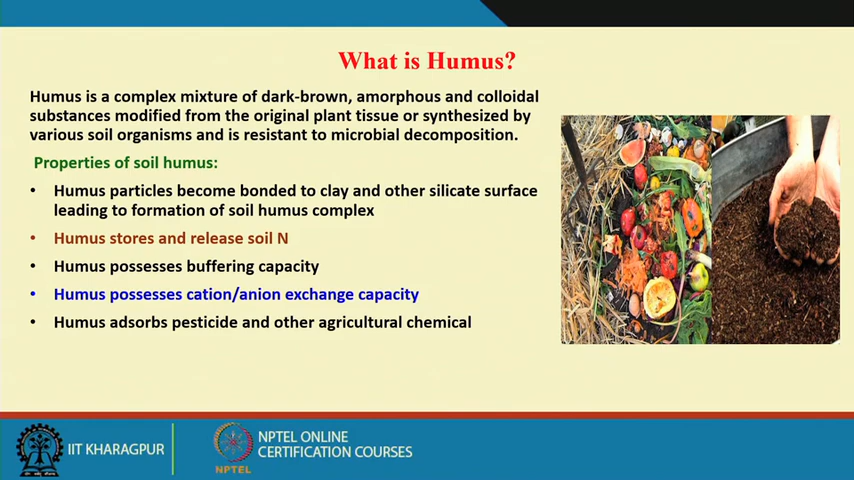 What is Humus?
Humus is a complex mixture of dark-brown, amorphous and colloidal
substances modified from the original plant tissue or synthesized by
various soil organisms and is resistant to microbial decomposition.
Properties of soil humus:
• Humus particles become bonded to clay and other silicate surface
leading to formation of soil humus complex
• Humus stores and release soil N
• Humus possesses buffering capacity
• Humus possesses cation/anion exchange capacity
• Humus adsorbs pesticide and other agricultural chemical
IIT KHARAGPUR
NPTEL
NPTEL ONLINE
CERTIFICATION COURSES